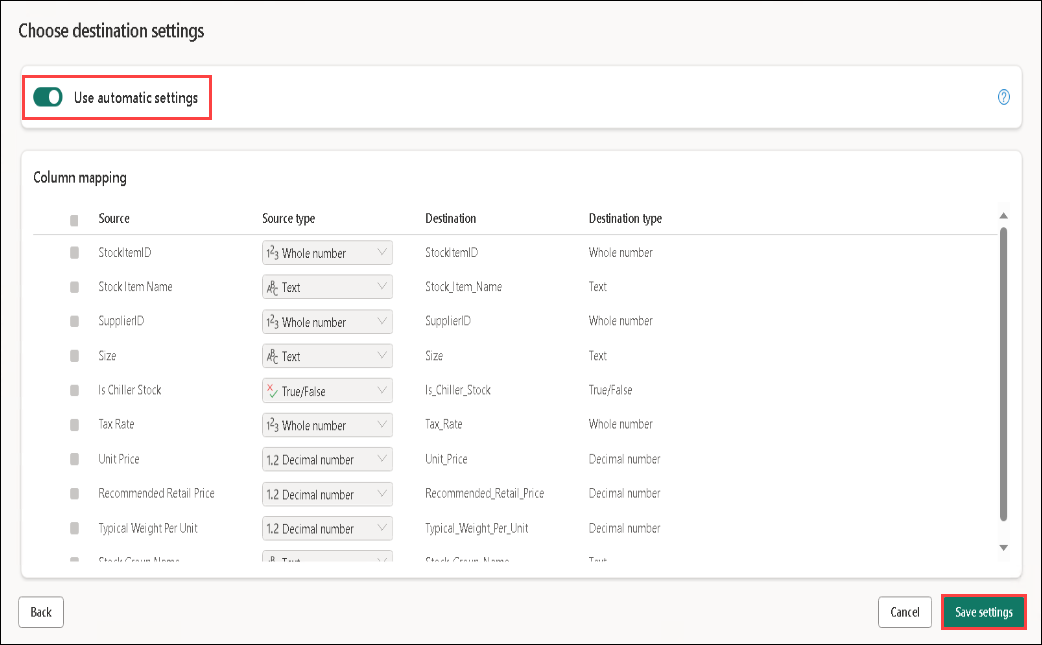 Choose destination settings
Use automatic settings
?
Column mapping
Source Source type Destination Destination type
StockItemID 123 Whole number StockItemID Whole number
Stock Item Name ABC Text Stock_Item_Name Text
SupplierID 123 Whole number SupplierID Whole number
Size ABC Text Size Text
Is Chiller Stock True/False Is_Chiller_Stock True/False
Tax Rate 123 Whole number Tax_Rate Whole number
Unit Price 1.2 Decimal number Unit_Price Decimal number
Recommended Retail Price 1.2 Decimal number Recommended_Retail_Price Decimal number
Typical Weight Per Unit 1.2 Decimal number Typical_Weight_Per_Unit Decimal number
Back Cancel Save settings